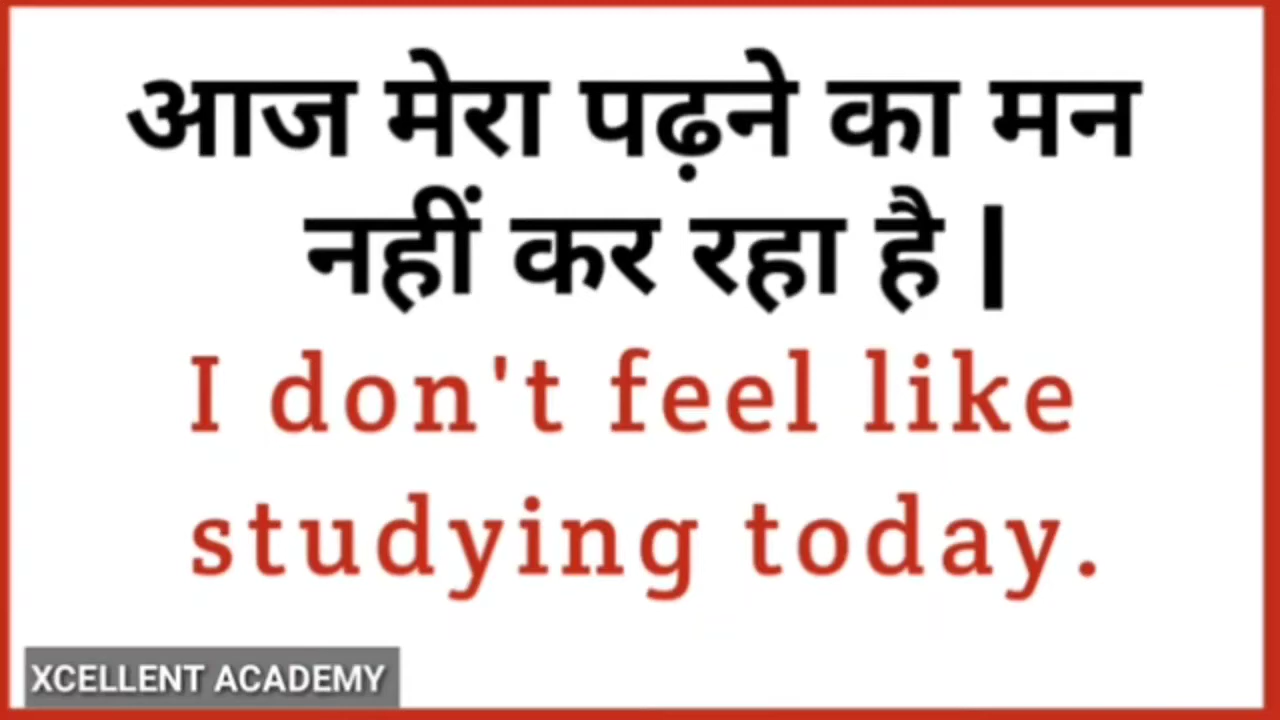 आज मेरा पढ़ने का मन
नहीं कर रहा है |
I don't feel like
studying today.
XCELLENT ACADEMY